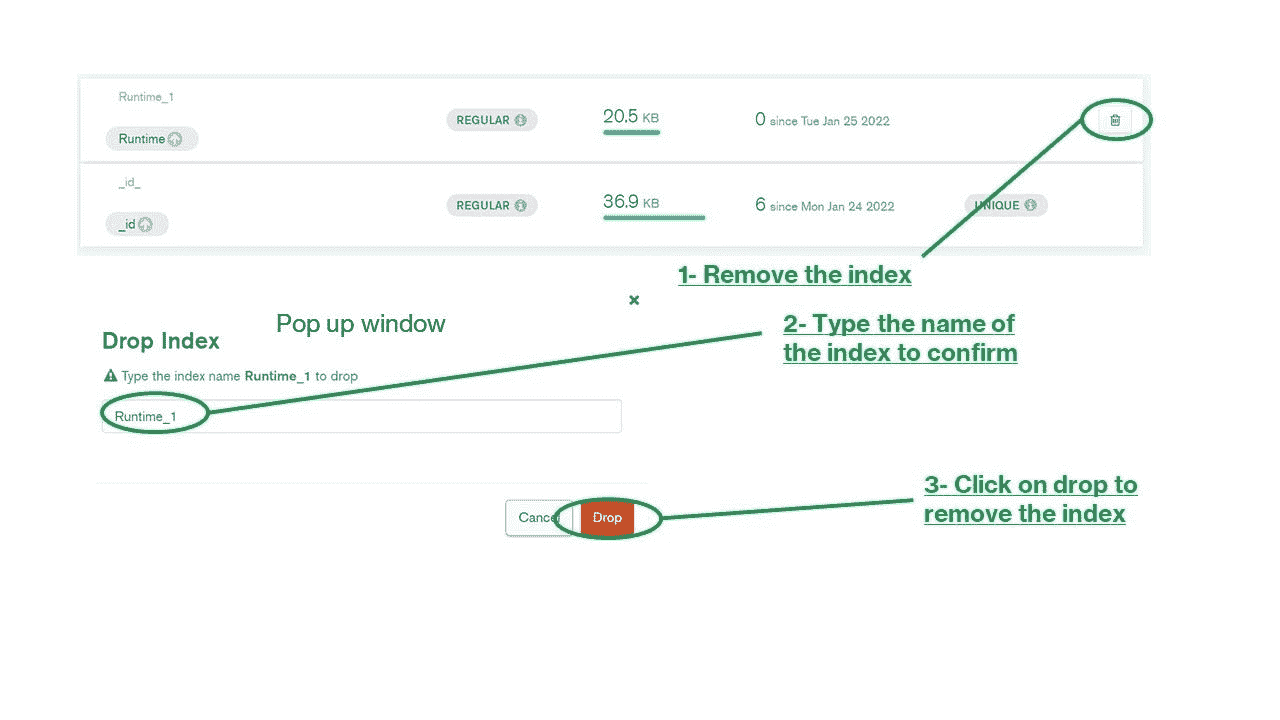 Runtime_1
Runtime
REGULAR
20.5 KB
0 since Tue Jan 25 2022
_id_
_id
REGULAR
36.9 KB
6 since Mon Jan 24 2022
UNIQUE
1- Remove the index
Pop up window
Drop Index
Type the index name Runtime_1 to drop
Runtime_1
2- Type the name of
the index to confirm
Cancel
Drop
3- Click on drop to
remove the index